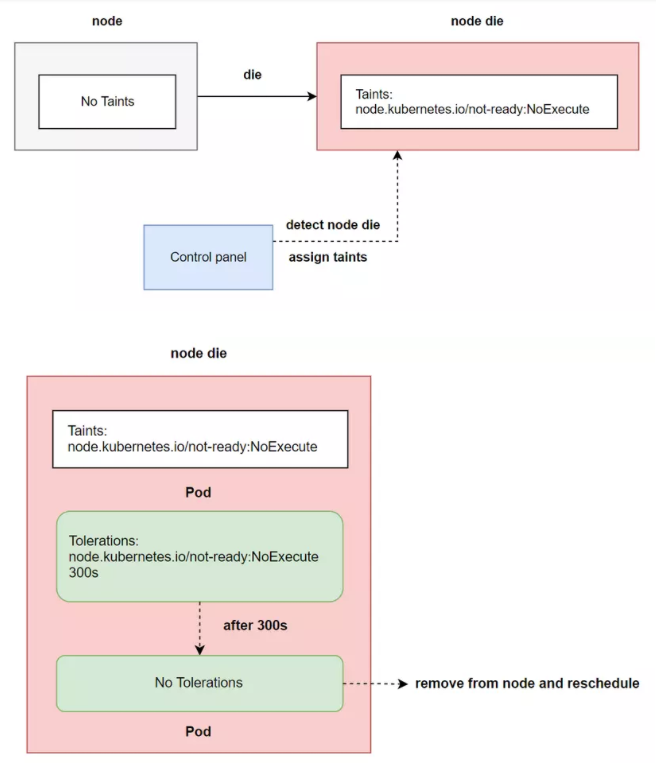 node
node die
No Taints
die
Taints:
node.kubernetes.io/not-ready:NoExecute
Control panel
detect node die
assign taints
node die
Taints:
node.kubernetes.io/not-ready:NoExecute
Pod
Tolerations:
node.kubernetes.io/not-ready:NoExecute
300s
after 300s
No Tolerations
remove from node and reschedule
Pod